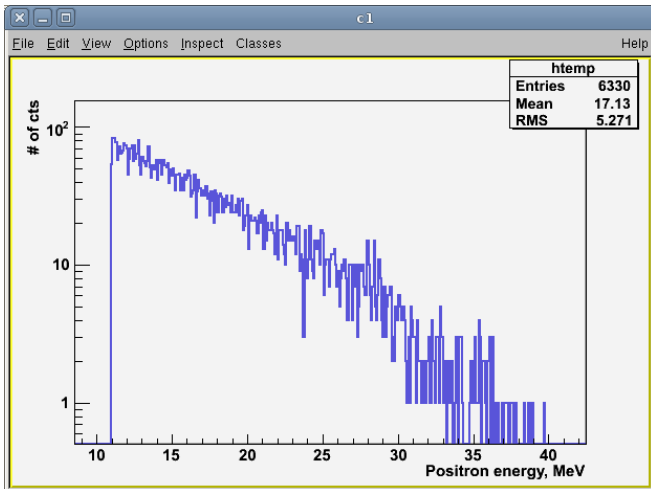 c1
File Edit View Options Inspect Classes Help
htemp
Entries 6330
Mean 17.13
RMS 5.271
# of cts
10²
10
1
10 15 20 25 30 35 40
Positron energy, MeV